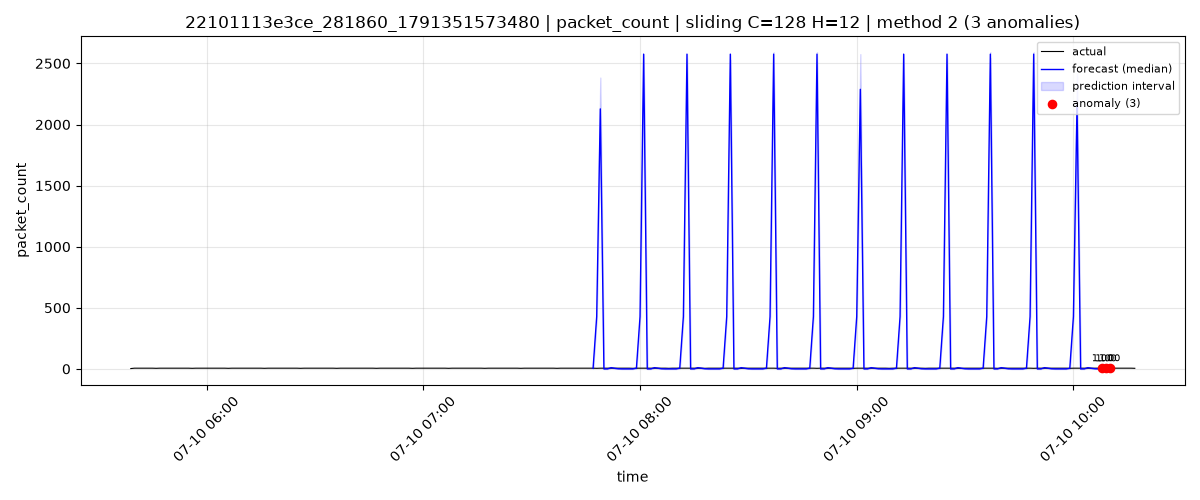 22101113e3ce_281860_1791351573480 | packet_count | sliding C=128 H=12 | method 2 (3 anomalies)
actual
forecast (median)
prediction interval
anomaly (3)
packet_count
2500
2000
1500
1000
500
0
07-10 06:00
07-10 07:00
07-10 08:00
07-10 09:00
07-10 10:00
time